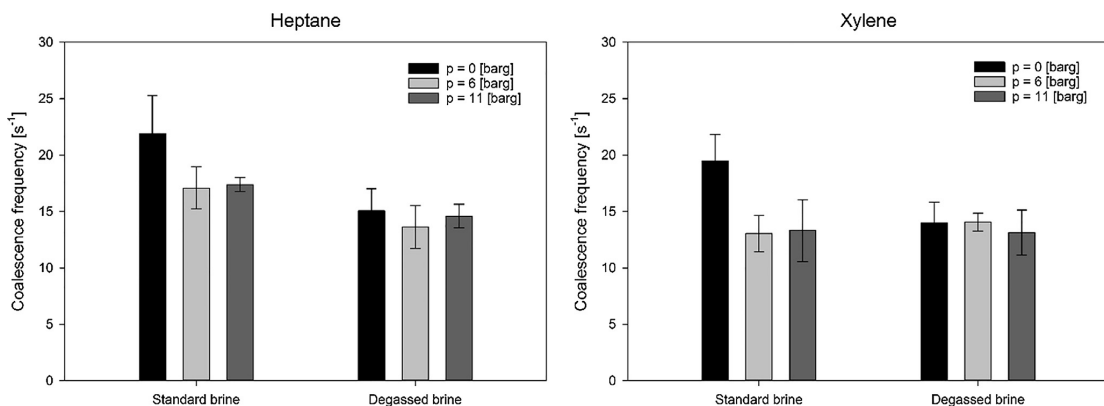 Heptane
30
25
20
15
10
5
0
Coalescence frequency [s⁻¹]
p = 0 [barg]
p = 6 [barg]
p = 11 [barg]
Standard brine
Degassed brine
Xylene
30
25
20
15
10
5
0
Coalescence frequency [s⁻¹]
p = 0 [barg]
p = 6 [barg]
p = 11 [barg]
Standard brine
Degassed brine